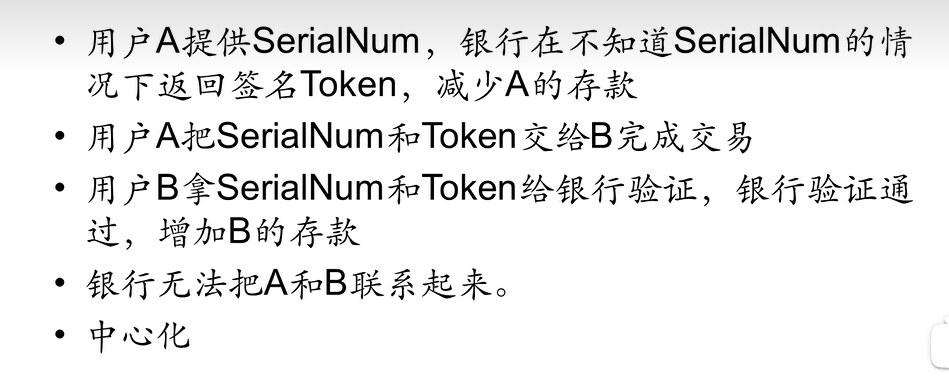 • 用户A提供SerialNum，银行在不知道SerialNum的情
况下返回签名Token，减少A的存款
• 用户A把SerialNum和Token交给B完成交易
• 用户B拿SerialNum和Token给银行验证，银行验证通
过，增加B的存款
• 银行无法把A和B联系起来。
• 中心化